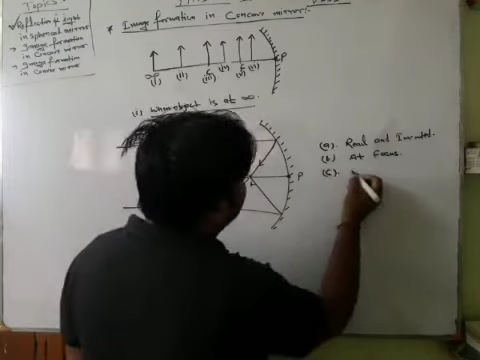 Topics:
Reflection of Light
in spherical mirror
→ Image formation
in Concave mirror
→ Image formation
in Convex mirror
* Image formation in Concave mirror:-
P
(i) (ii) (iii) (iv) (v) (vi)
(i) When object is at ∞.
P
(a). Real and Inverted.
(b) At Focus.
(c).